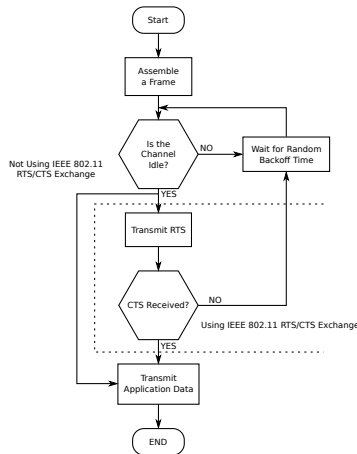 Start
Assemble
a Frame
Is the
Channel
Idle?
NO
Wait for Random
Backoff Time
Not Using IEEE 802.11
RTS/CTS Exchange
YES
Transmit RTS
CTS Received?
NO
Using IEEE 802.11 RTS/CTS Exchange
YES
Transmit
Application Data
END